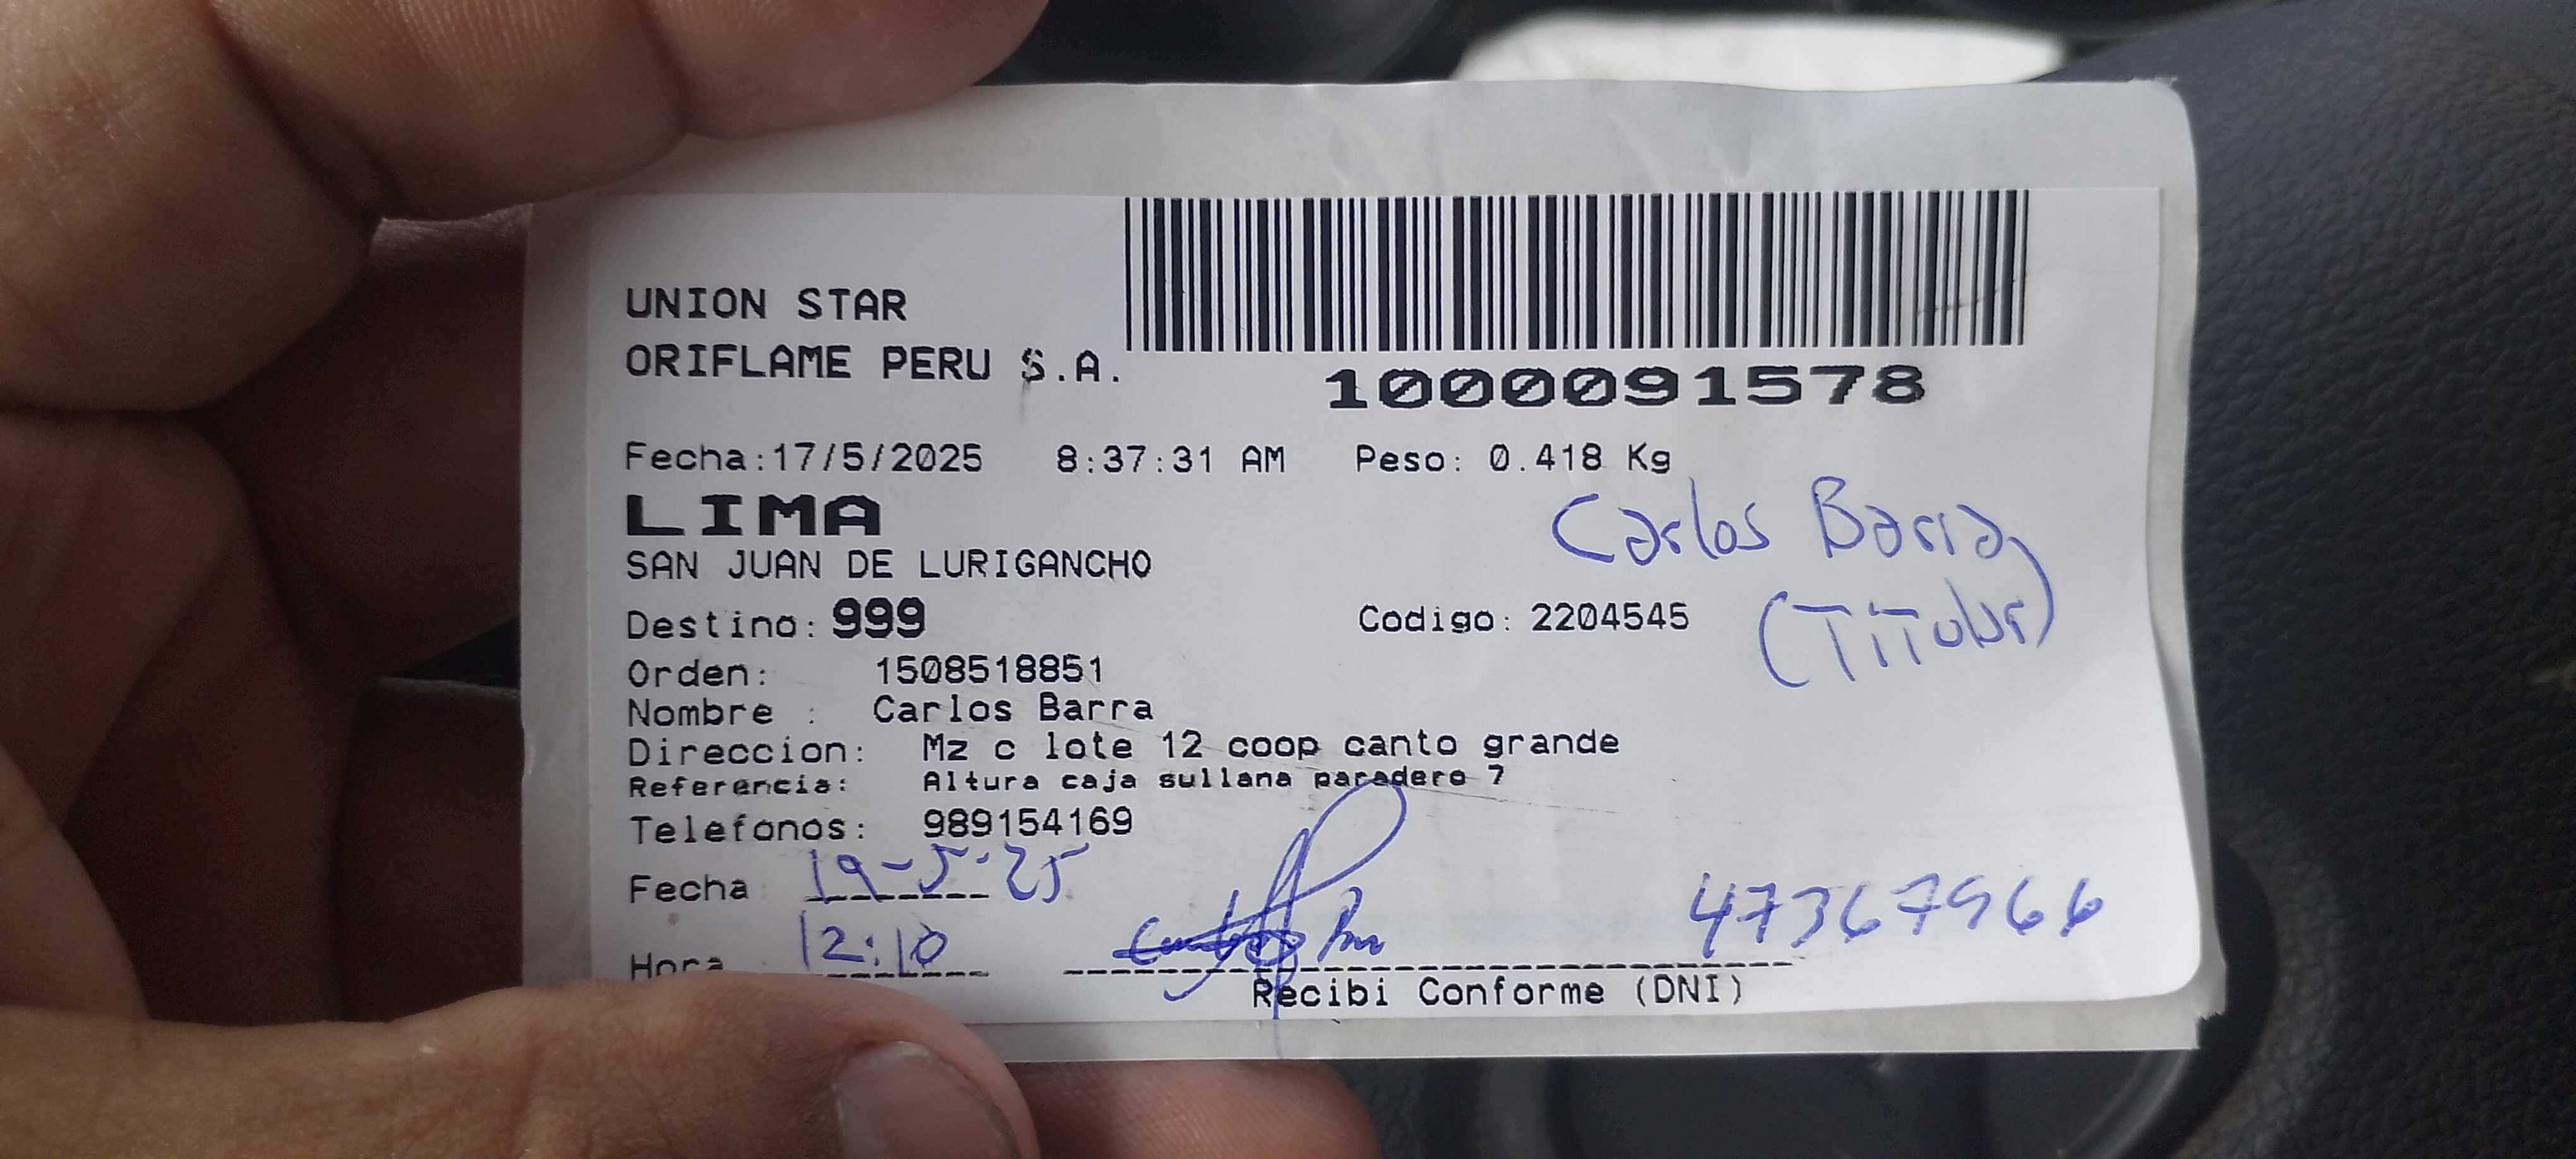 UNION STAR
ORIFLAME PERU S.A.
1000091578
Fecha:17/5/2025 8:37:31 AM Peso: 0.418 Kg
LIMA
Carlos Barra
SAN JUAN DE LURIGANCHO
(Titular)
Destino: 999 Codigo: 2204545
Orden: 1508518851
Nombre : Carlos Barra
Direccion: Mz c lote 12 coop canto grande
Referencia: Altura caja sullana paradero 7
Telefonos: 989154169
Fecha 19-5-25
Hora 12:10 47367966
Recibi Conforme (DNI)